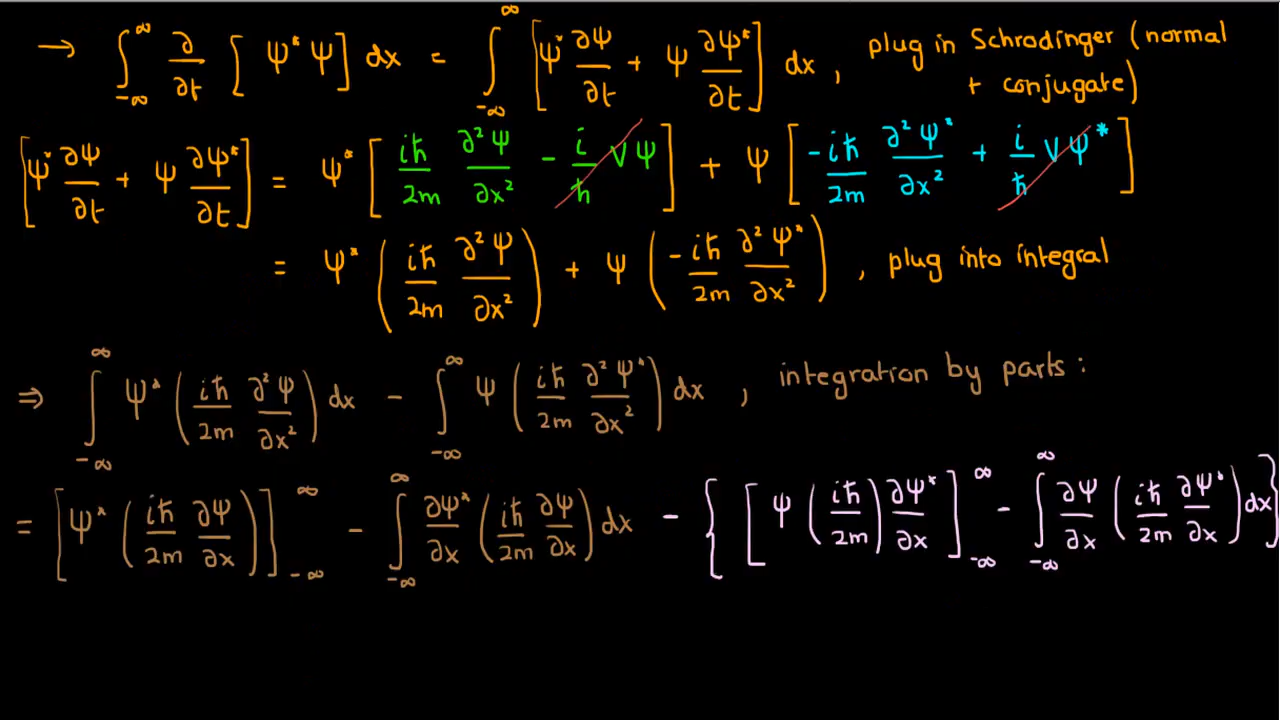 → ∫_{-∞}^{∞} ∂/∂t [ Ψ* Ψ ] dx = ∫_{-∞}^{∞} [ Ψ* ∂Ψ/∂t + Ψ ∂Ψ*/∂t ] dx , plug in Schrodinger (normal
+ conjugate)
[ Ψ* ∂Ψ/∂t + Ψ ∂Ψ*/∂t ] = Ψ* [ iħ/2m ∂²Ψ/∂x² - i/ħ VΨ ] + Ψ [ -iħ/2m ∂²Ψ*/∂x² + i/ħ VΨ* ]
= Ψ* ( iħ/2m ∂²Ψ/∂x² ) + Ψ ( -iħ/2m ∂²Ψ*/∂x² ) , plug into integral
⇒ ∫_{-∞}^{∞} Ψ* ( iħ/2m ∂²Ψ/∂x² ) dx - ∫_{-∞}^{∞} Ψ ( iħ/2m ∂²Ψ*/∂x² ) dx , integration by parts :
= [ Ψ* ( iħ/2m ∂Ψ/∂x ) ]_{-∞}^{∞} - ∫_{-∞}^{∞} ∂Ψ*/∂x ( iħ/2m ∂Ψ/∂x ) dx - { [ Ψ ( iħ/2m ) ∂Ψ*/∂x ]_{-∞}^{∞} - ∫_{-∞}^{∞} ∂Ψ/∂x ( iħ/2m ∂Ψ*/∂x ) dx }